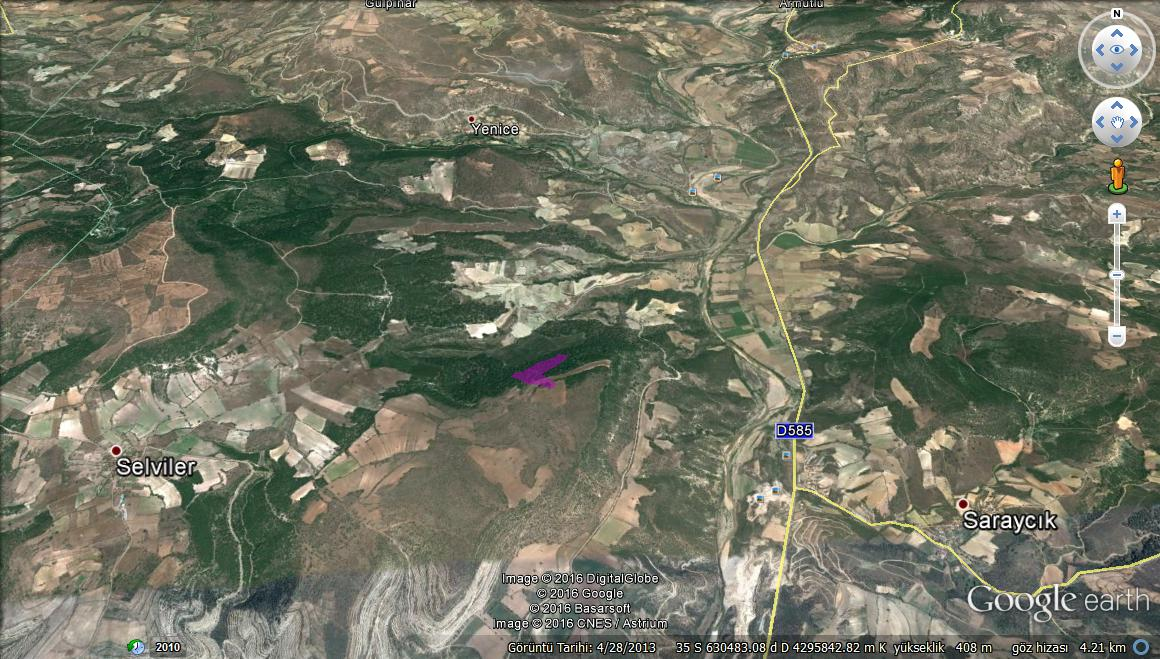 Gülpınar
Armutlu
N
Yenice
D585
Selviler
Saraycık
Image © 2016 DigitalGlobe
© 2016 Google
© 2016 Basarsoft
Image © 2016 CNES / Astrium
Google earth
2010
Görüntü Tarihi: 4/28/2013 35 S 630483.08 d D 4295842.82 m K yükseklik 408 m göz hizası 4.21 km